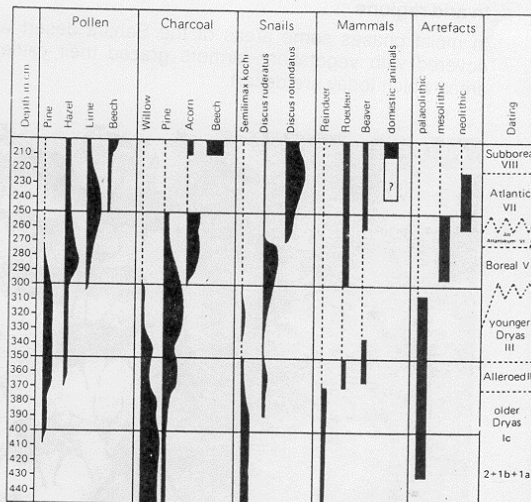 Pollen
Charcoal
Snails
Mammals
Artefacts
Depth in cm
Pine
Hazel
Lime
Beech
Willow
Pine
Acorn
Beech
Semilimax kochi
Discus ruderatus
Discus rotundatus
Reindeer
Roedeer
Beaver
domestic animals
palaeolithic
mesolithic
neolithic
Dating
210
220
230
240
250
260
270
280
290
300
310
320
330
340
350
360
370
380
390
400
410
420
430
440
?
Subboreal
VIII
Atlantic
VII
Boreal V
younger
Dryas
III
Alleroed II
older
Dryas
Ic
2+1b+1a